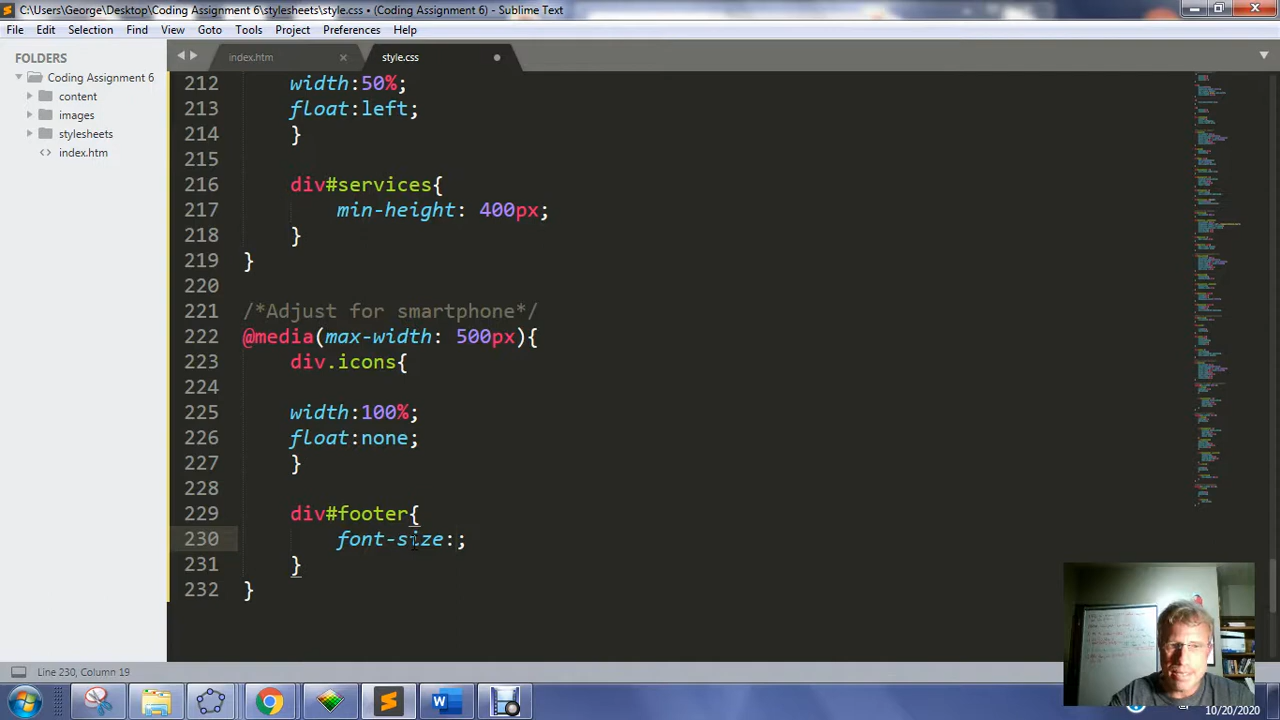 C:\Users\George\Desktop\Coding Assignment 6\stylesheets\style.css • (Coding Assignment 6) - Sublime Text
File Edit Selection Find View Goto Tools Project Preferences Help
FOLDERS
Coding Assignment 6
content
images
stylesheets
index.htm
index.htm
style.css
212 width:50%;
213 float:left;
214 }
215
216 div#services{
217 min-height: 400px;
218 }
219 }
220
221 /*Adjust for smartphone*/
222 @media(max-width: 500px){
223 div.icons{
224
225 width:100%;
226 float:none;
227 }
228
229 div#footer{
230 font-size:;
231 }
232 }
Line 230, Column 19
10/20/2020